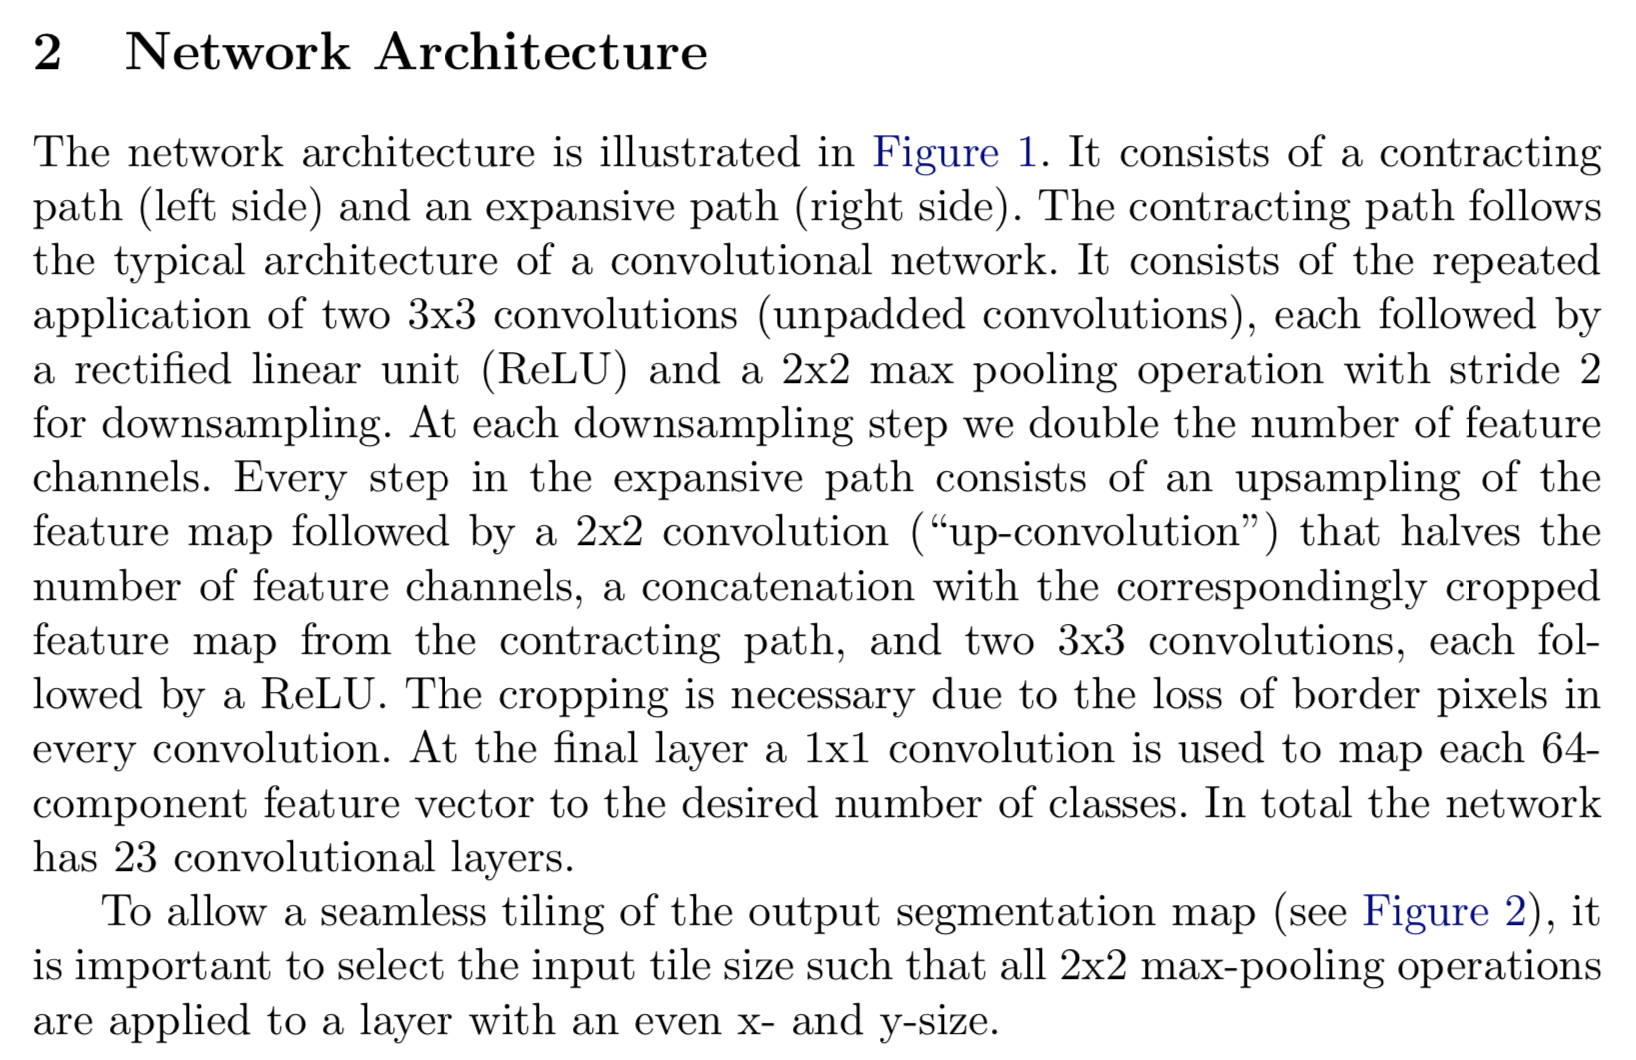 2 Network Architecture
The network architecture is illustrated in Figure 1. It consists of a contracting
path (left side) and an expansive path (right side). The contracting path follows
the typical architecture of a convolutional network. It consists of the repeated
application of two 3x3 convolutions (unpadded convolutions), each followed by
a rectified linear unit (ReLU) and a 2x2 max pooling operation with stride 2
for downsampling. At each downsampling step we double the number of feature
channels. Every step in the expansive path consists of an upsampling of the
feature map followed by a 2x2 convolution (“up-convolution”) that halves the
number of feature channels, a concatenation with the correspondingly cropped
feature map from the contracting path, and two 3x3 convolutions, each fol-
lowed by a ReLU. The cropping is necessary due to the loss of border pixels in
every convolution. At the final layer a 1x1 convolution is used to map each 64-
component feature vector to the desired number of classes. In total the network
has 23 convolutional layers.
To allow a seamless tiling of the output segmentation map (see Figure 2), it
is important to select the input tile size such that all 2x2 max-pooling operations
are applied to a layer with an even x- and y-size.